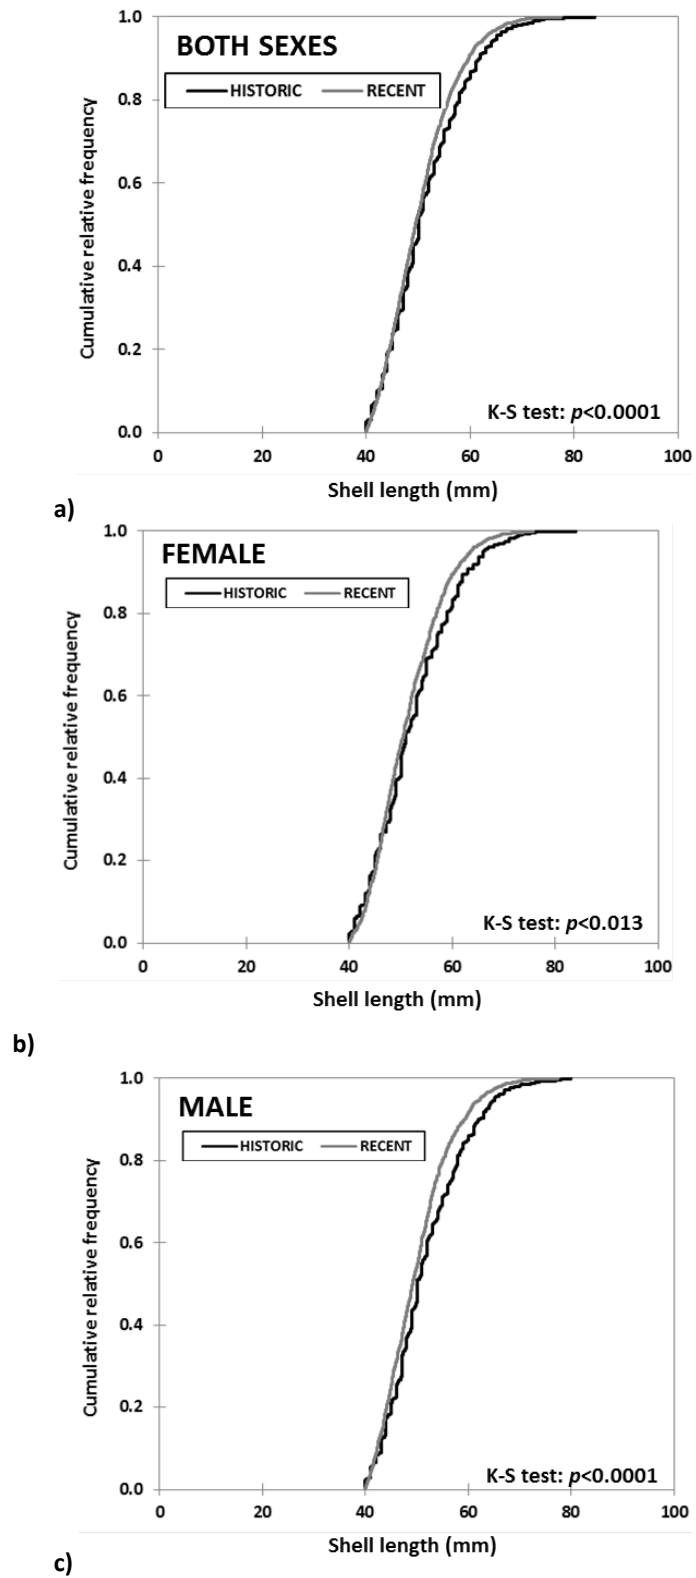 BOTH SEXES
HISTORIC RECENT
Cumulative relative frequency
1.0
0.8
0.6
0.4
0.2
0.0
K-S test: p<0.0001
0 20 40 60 80 100
Shell length (mm)
a)
FEMALE
HISTORIC RECENT
Cumulative relative frequency
1.0
0.8
0.6
0.4
0.2
0.0
K-S test: p<0.013
0 20 40 60 80 100
Shell length (mm)
b)
MALE
HISTORIC RECENT
Cumulative relative frequency
1.0
0.8
0.6
0.4
0.2
0.0
K-S test: p<0.0001
0 20 40 60 80 100
Shell length (mm)
c)